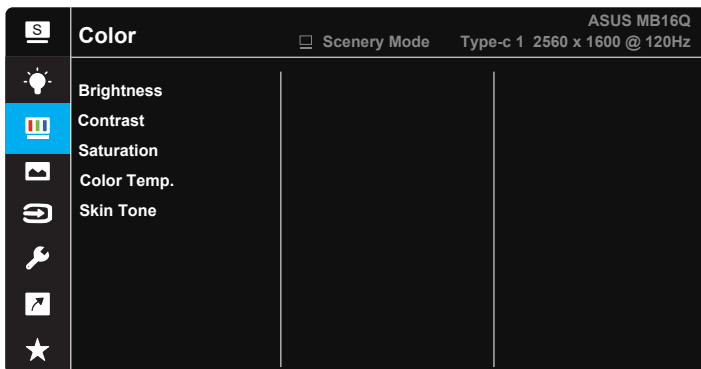 S
Color
ASUS MB16Q
Scenery Mode Type-c 1 2560 x 1600 @ 120Hz
Brightness
Contrast
Saturation
Color Temp.
Skin Tone